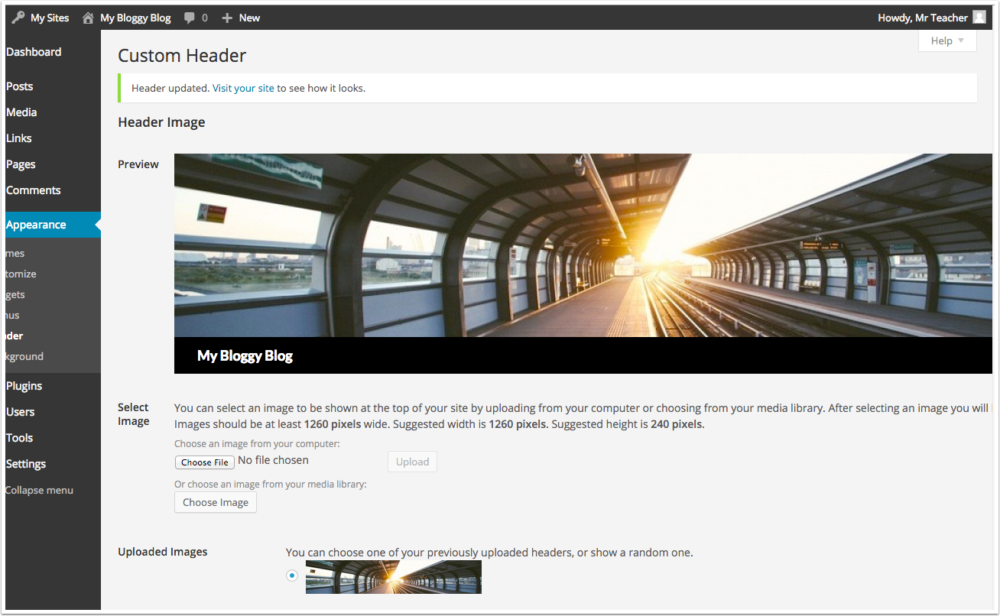 My Sites My Bloggy Blog 0 New Howdy, Mr Teacher
Help
Dashboard
Posts
Media
Links
Pages
Comments
Appearance
mes
tomize
gets
nus
der
kground
Plugins
Users
Tools
Settings
Collapse menu
Custom Header
Header updated. Visit your site to see how it looks.
Header Image
Preview
My Bloggy Blog
Select Image
You can select an image to be shown at the top of your site by uploading from your computer or choosing from your media library. After selecting an image you will
Images should be at least 1260 pixels wide. Suggested width is 1260 pixels. Suggested height is 240 pixels.
Choose an image from your computer:
Choose File No file chosen Upload
Or choose an image from your media library:
Choose Image
Uploaded Images
You can choose one of your previously uploaded headers, or show a random one.